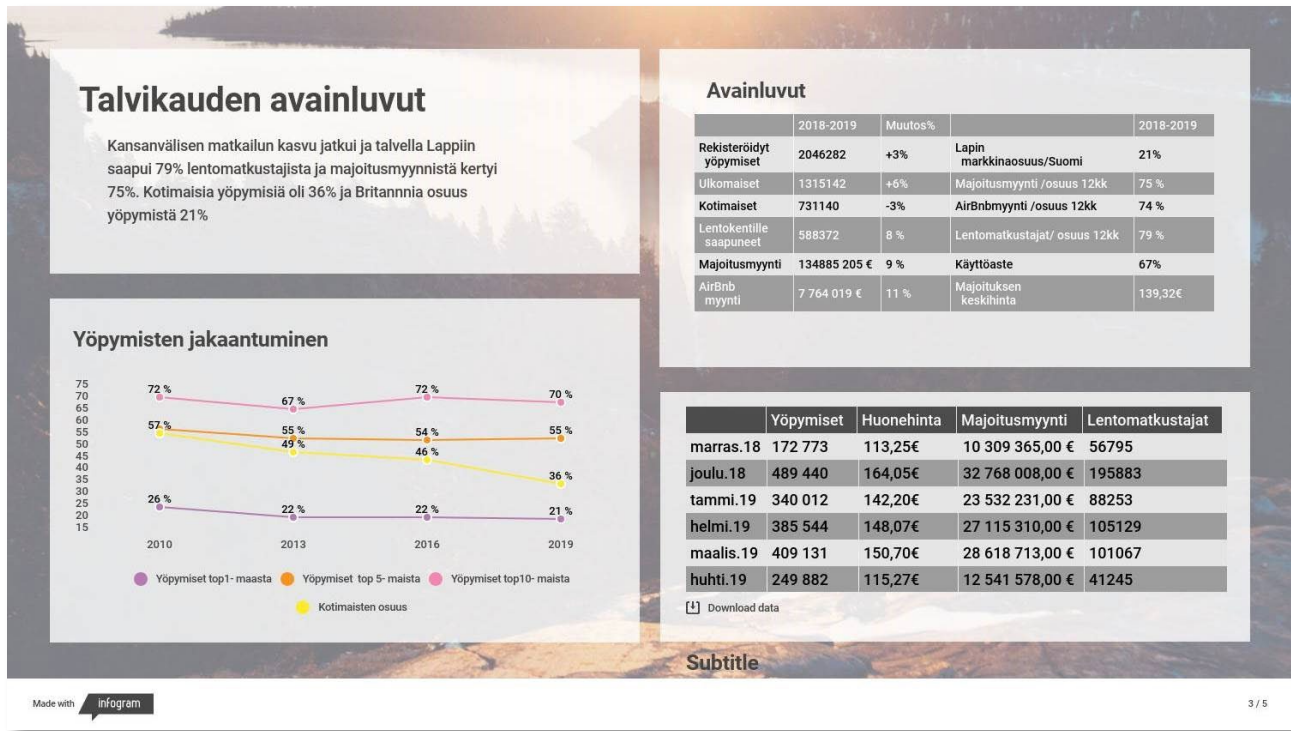 Talvikauden avainluvut
Kansanvälisen matkailun kasvu jatkui ja talvella Lappiin
saapui 79% lentomatkustajista ja majoitusmyynnistä kertyi
75%. Kotimaisia yöpymisiä oli 36% ja Britannnia osuus
yöpymistä 21%
Yöpymisten jakaantuminen
75
70
65
60
55
50
45
40
35
30
25
20
15
72 % 67 % 72 % 70 %
57 % 55 % 54 % 55 %
49 % 46 % 36 %
26 % 22 % 22 % 21 %
2010 2013 2016 2019
Yöpymiset top1- maasta Yöpymiset top 5- maista Yöpymiset top10- maista
Kotimaisten osuus
Avainluvut
2018-2019 Muutos% 2018-2019
Rekisteröidyt
yöpymiset 2046282 +3% Lapin
markkinaosuus/Suomi 21%
Ulkomaiset 1315142 +6% Majoitusmyynti /osuus 12kk 75 %
Kotimaiset 731140 -3% AirBnbmyynti /osuus 12kk 74 %
Lentokentille
saapuneet 588372 8 % Lentomatkustajat/ osuus 12kk 79 %
Majoitusmyynti 134885 205 € 9 % Käyttöaste 67%
AirBnb
myynti 7 764 019 € 11 % Majoituksen
keskihinta 139,32€
Yöpymiset Huonehinta Majoitusmyynti Lentomatkustajat
marras.18 172 773 113,25€ 10 309 365,00 € 56795
joulu.18 489 440 164,05€ 32 768 008,00 € 195883
tammi.19 340 012 142,20€ 23 532 231,00 € 88253
helmi.19 385 544 148,07€ 27 115 310,00 € 105129
maalis.19 409 131 150,70€ 28 618 713,00 € 101067
huhti.19 249 882 115,27€ 12 541 578,00 € 41245
Download data
Subtitle
Made with infogram
3 / 5